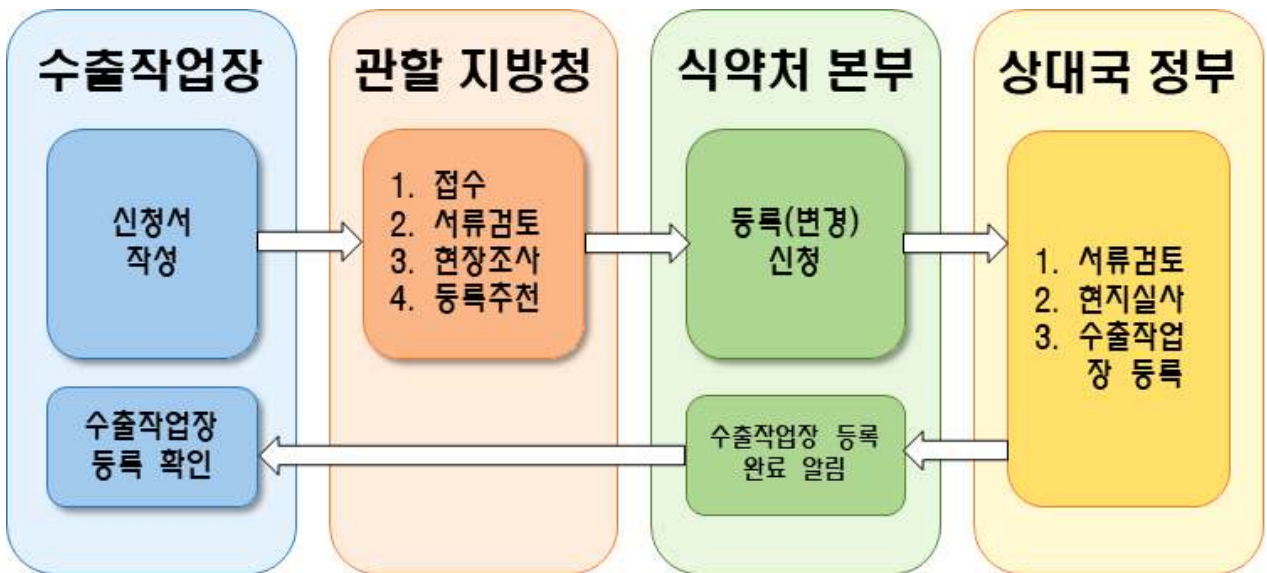 수출작업장
관할 지방청
식약처 본부
상대국 정부
신청서
작성
1. 접수
2. 서류검토
3. 현장조사
4. 등록추천
등록(변경)
신청
1. 서류검토
2. 현지실사
3. 수출작업
장 등록
수출작업장
등록 확인
수출작업장 등록
완료 알림